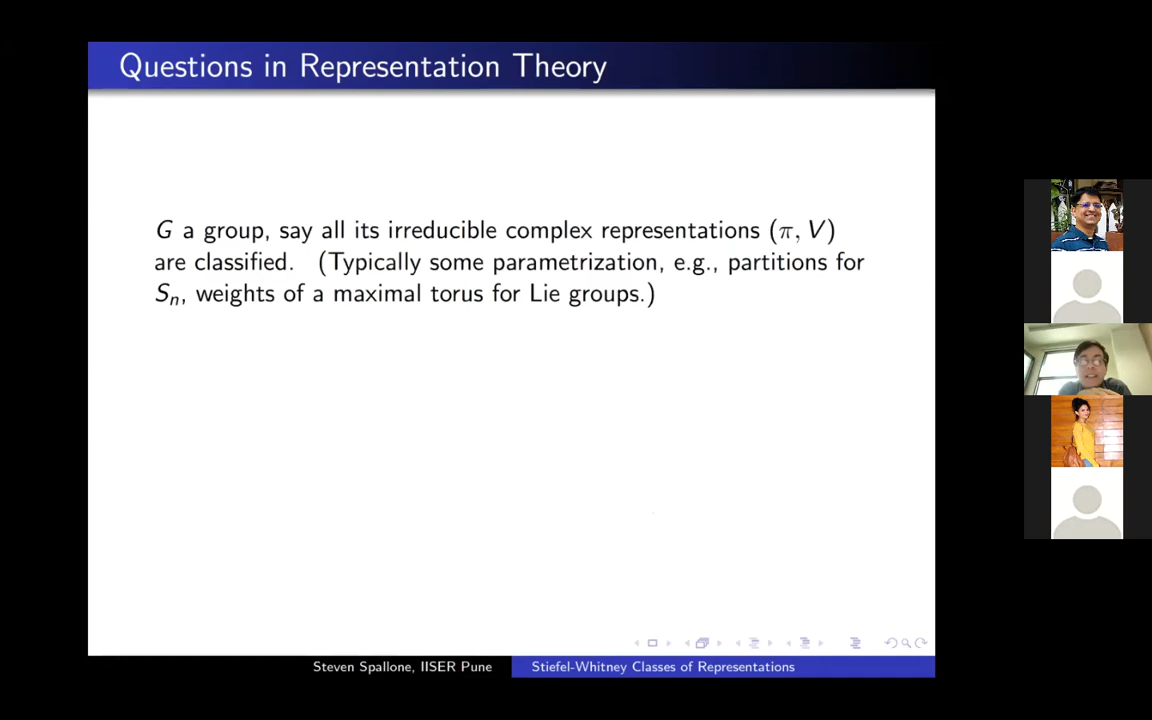 Questions in Representation Theory
G a group, say all its irreducible complex representations (π, V)
are classified. (Typically some parametrization, e.g., partitions for
Sₙ, weights of a maximal torus for Lie groups.)
Steven Spallone, IISER Pune
Stiefel-Whitney Classes of Representations